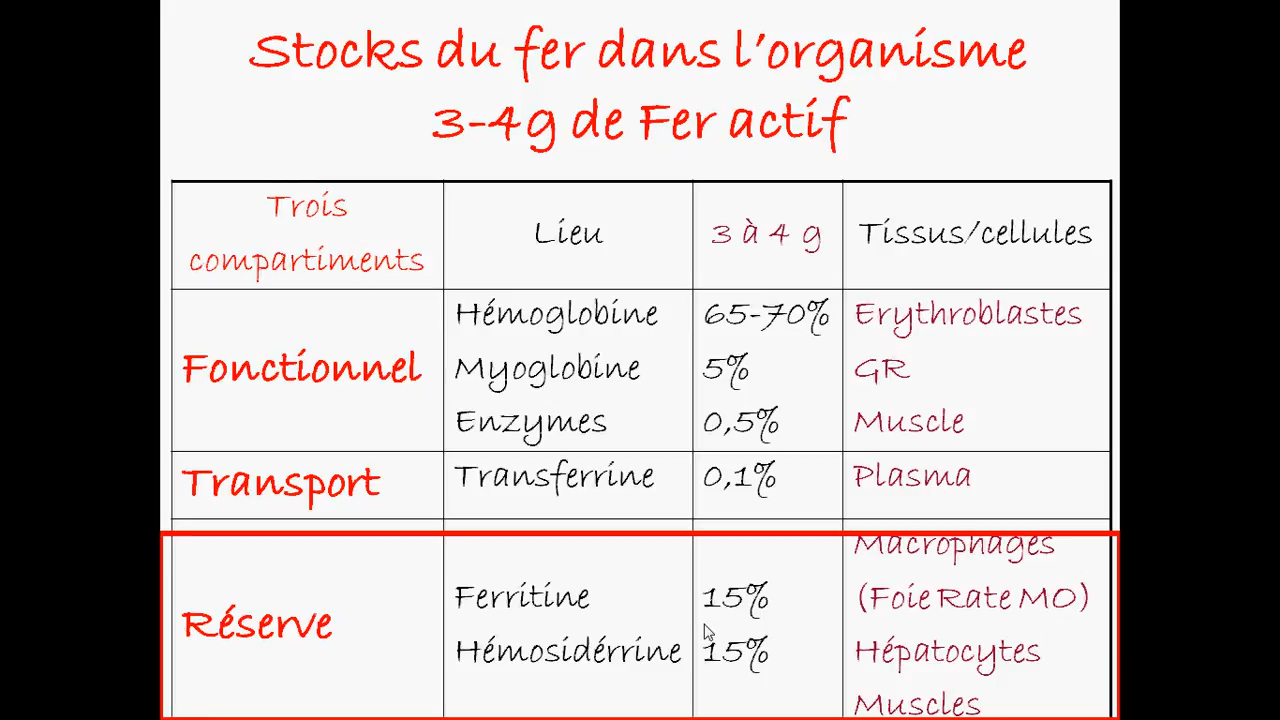 Stocks du fer dans l'organisme
3-4g de Fer actif
Trois
compartiments
Lieu
3 à 4 g
Tissus/cellules
Fonctionnel
Hémoglobine
Myoglobine
Enzymes
65-70%
5%
0,5%
Erythroblastes
GR
Muscle
Transport
Transferrine
0,1%
Plasma
Réserve
Ferritine
Hémosidérrine
15%
15%
Macrophages
(Foie Rate MO)
Hépatocytes
Muscles